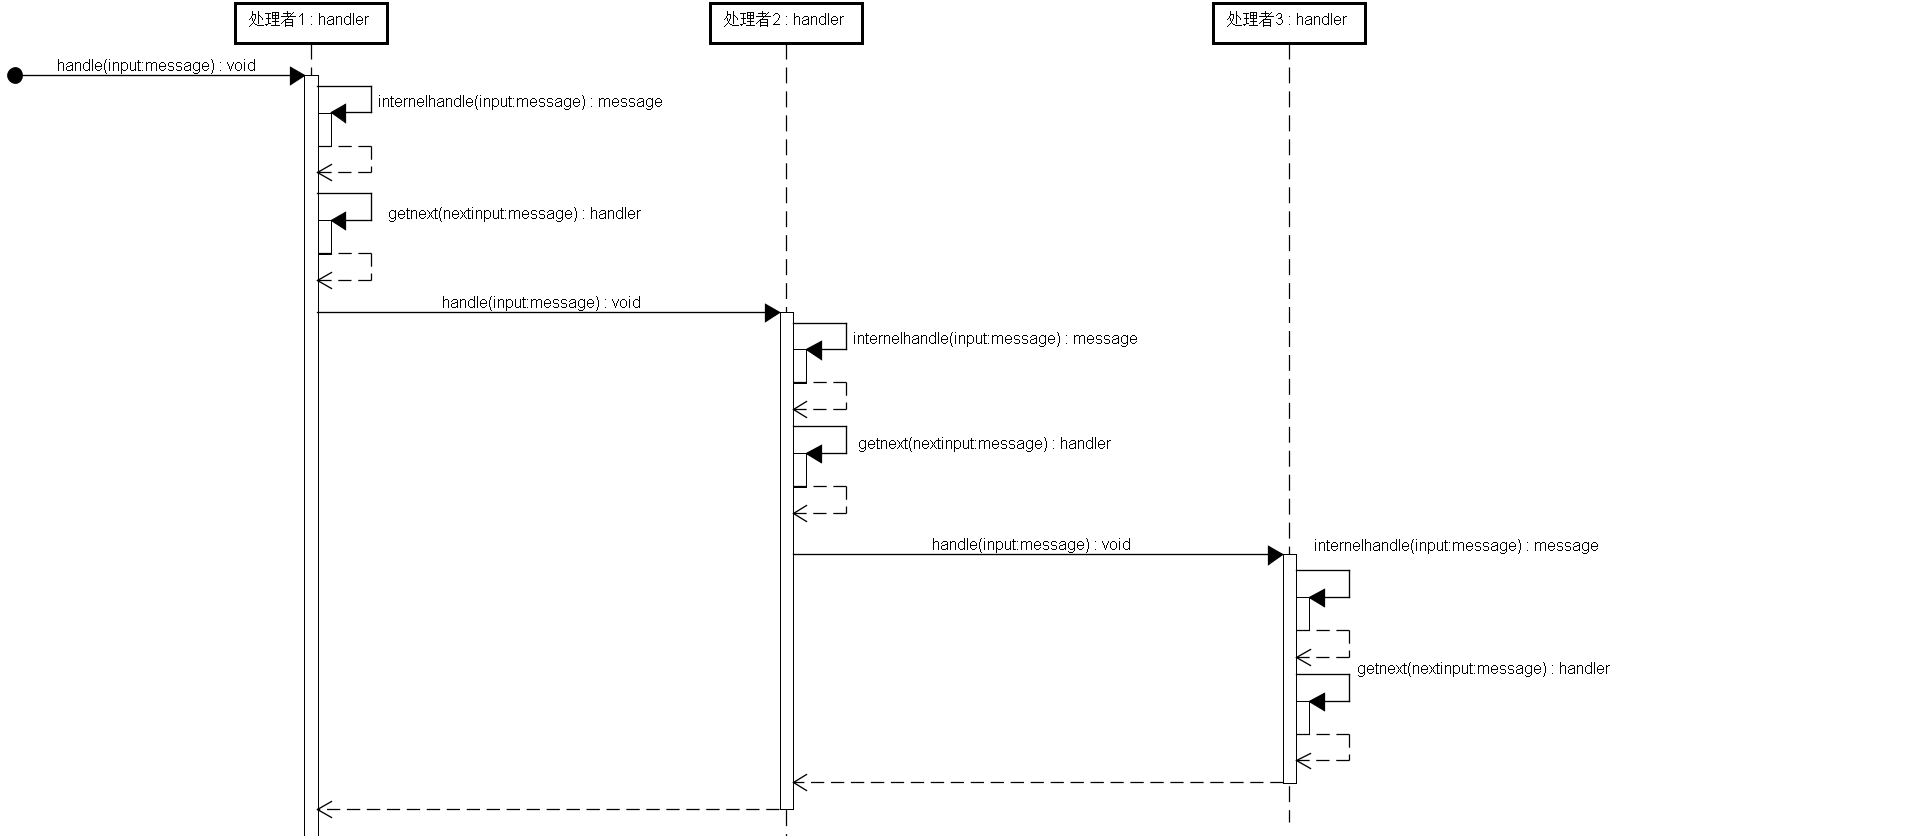 处理者1 : handler
处理者2 : handler
处理者3 : handler
handle(input:message) : void
internelhandle(input:message) : message
getnext(nextinput:message) : handler
handle(input:message) : void
internelhandle(input:message) : message
getnext(nextinput:message) : handler
handle(input:message) : void
internelhandle(input:message) : message
getnext(nextinput:message) : handler